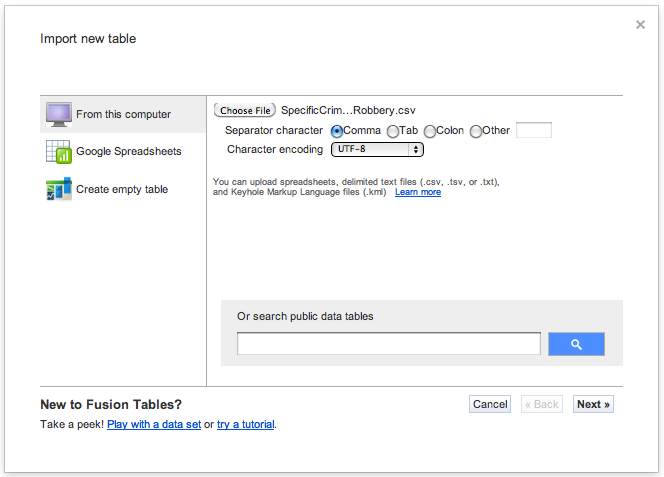 Import new table
From this computer
Google Spreadsheets
Create empty table
Choose File SpecificCrim...Robbery.csv
Separator character Comma Tab Colon Other
Character encoding UTF-8
You can upload spreadsheets, delimited text files (.csv, .tsv, or .txt),
and Keyhole Markup Language files (.kml) Learn more
Or search public data tables
New to Fusion Tables?
Take a peek! Play with a data set or try a tutorial.
Cancel « Back Next »